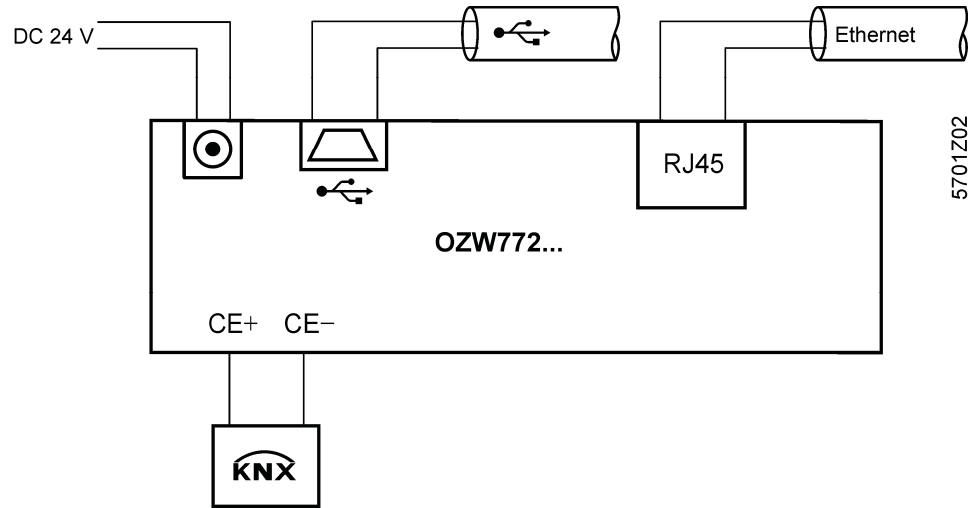 DC 24 V
Ethernet
5701Z02
RJ45
OZW772...
CE+ CE−
KNX